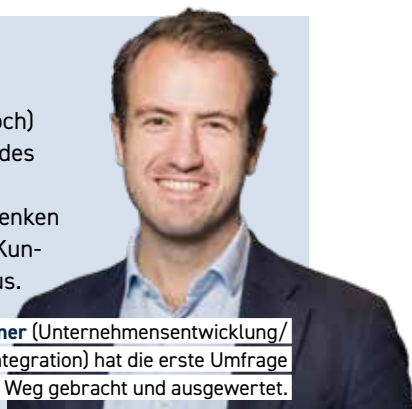 och)
des
enken
Kun-
us.
ner (Unternehmensentwicklung/
ntegration) hat die erste Umfrage
Weg gebracht und ausgewertet.